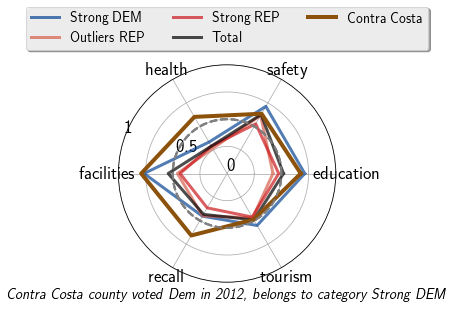 Strong DEM Strong REP Contra Costa
Outliers REP Total
health safety
1
0.5
0
facilities education
recall tourism
Contra Costa county voted Dem in 2012, belongs to category Strong DEM